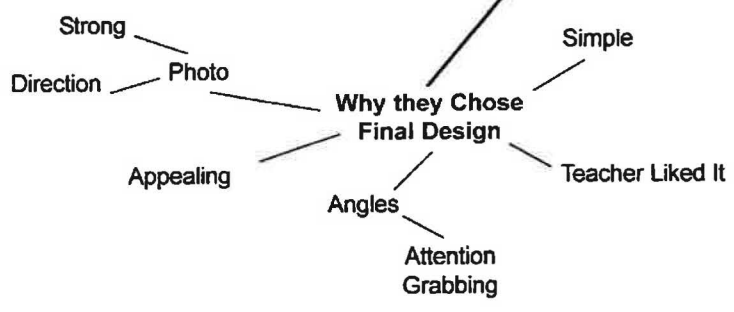 Strong
Simple
Direction
Photo
Why they Chose
Final Design
Appealing
Teacher Liked It
Angles
Attention
Grabbing